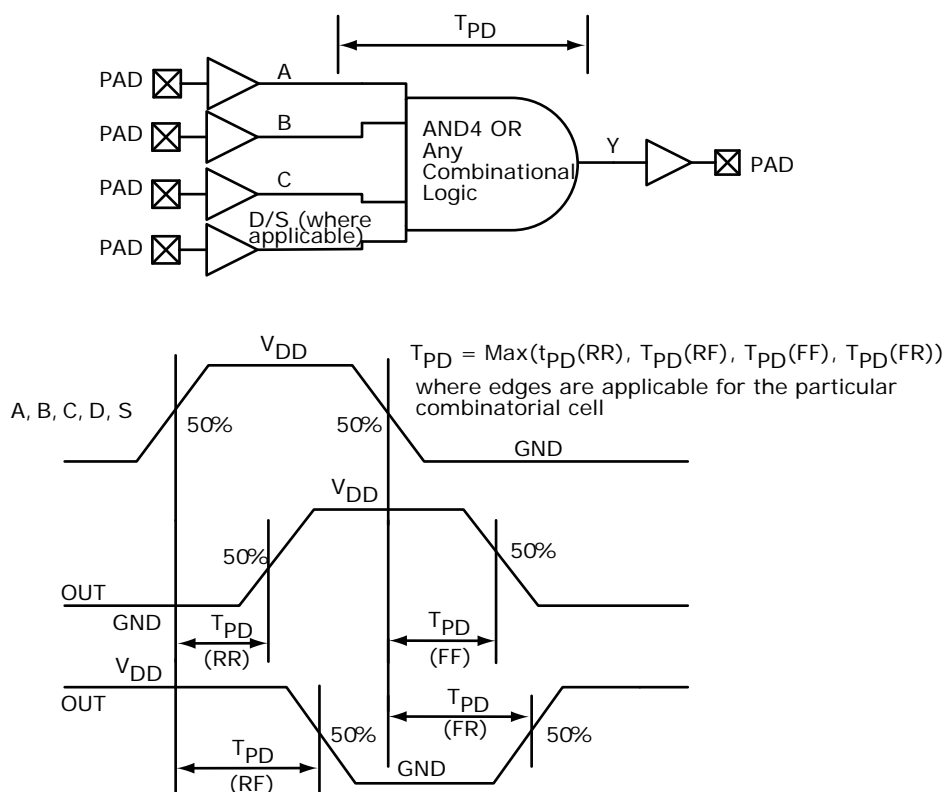 TPD
PAD
A
PAD
B
AND4 OR
Any
Combinational
Logic
Y
PAD
PAD
C
D/S (where
applicable)
PAD
TPD = Max(tPD(RR), TPD(RF), TPD(FF), TPD(FR))
where edges are applicable for the particular
combinatorial cell
VDD
A, B, C, D, S
50%
50%
GND
VDD
50%
50%
OUT
GND
TPD
(RR)
TPD
(FF)
VDD
OUT
TPD
(FR)
50%
50%
TPD
(RF)
GND